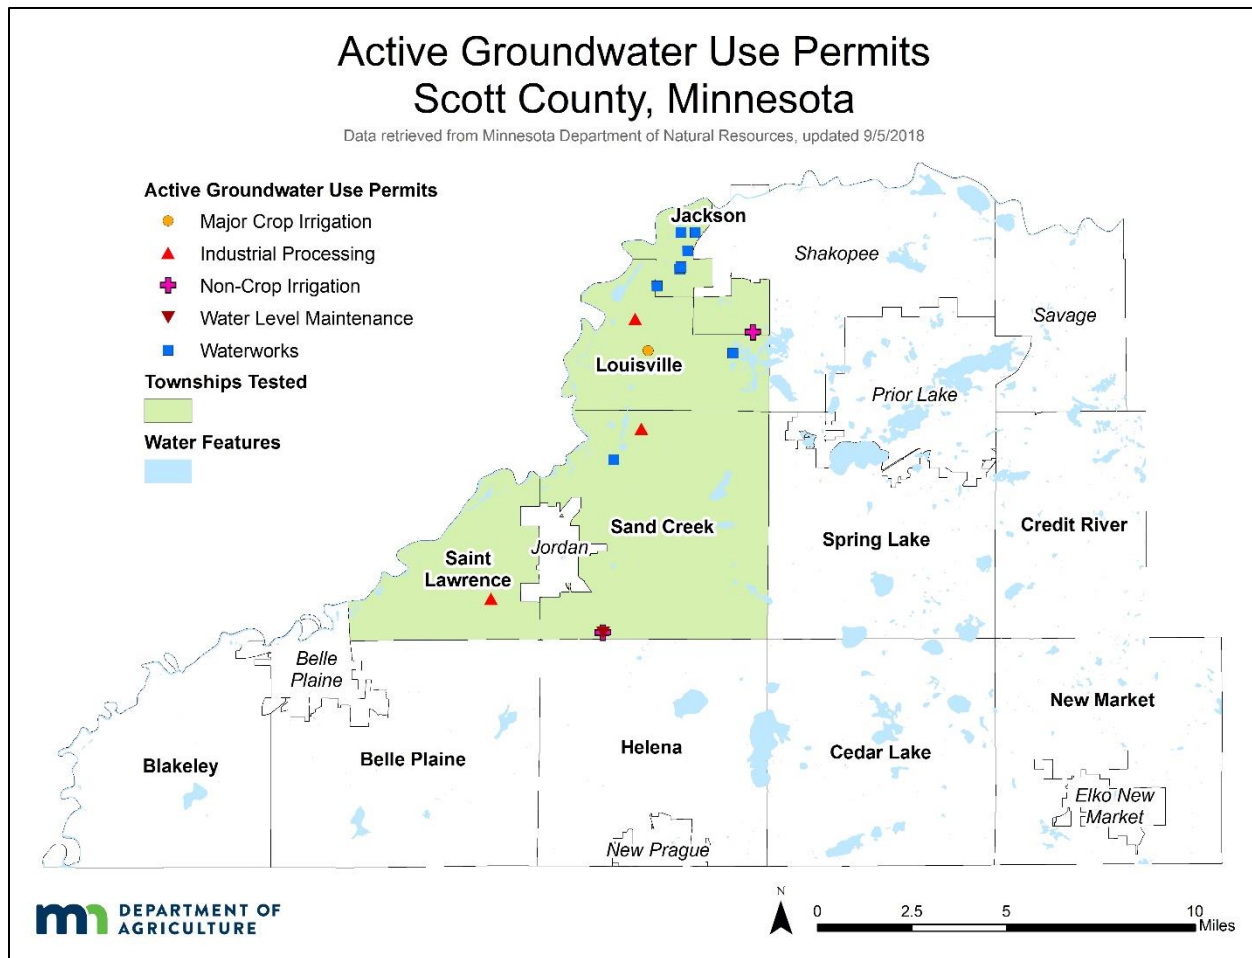 Active Groundwater Use Permits
Scott County, Minnesota
Data retrieved from Minnesota Department of Natural Resources, updated 9/5/2018
Active Groundwater Use Permits
Major Crop Irrigation
Industrial Processing
Non-Crop Irrigation
Water Level Maintenance
Waterworks
Townships Tested
Water Features
Jackson
Shakopee
Savage
Louisville
Prior Lake
Sand Creek
Jordan
Saint
Lawrence
Spring Lake
Credit River
Belle
Plaine
Blakeley
Belle Plaine
Helena
Cedar Lake
New Market
Elko New
Market
New Prague
mn DEPARTMENT OF
AGRICULTURE
N
0 2.5 5 10
Miles